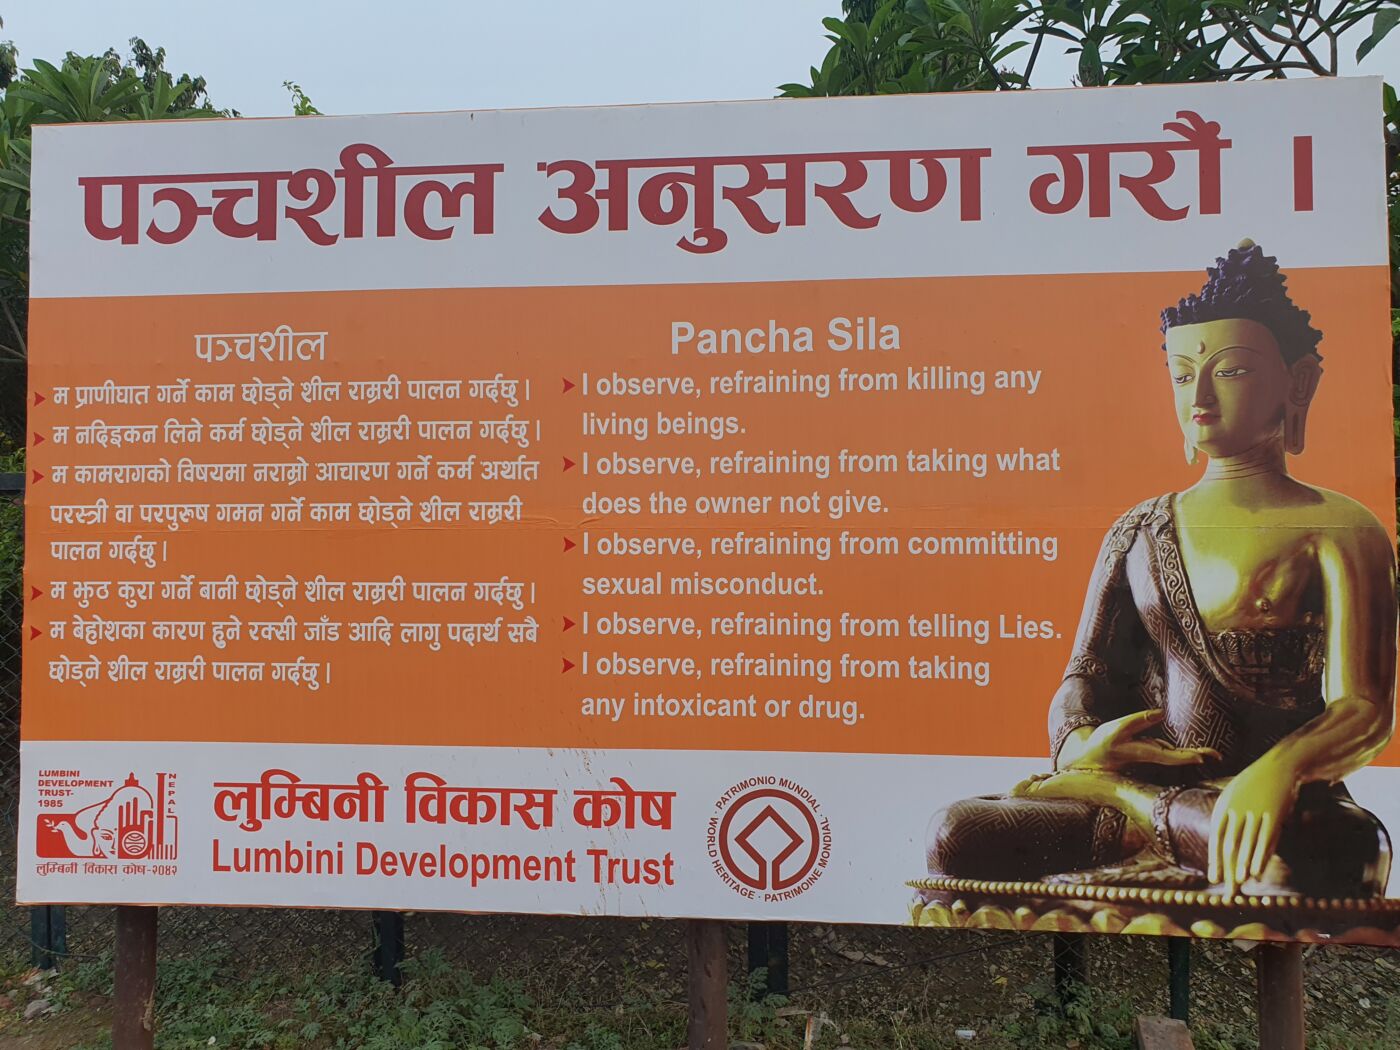 पञ्चशील अनुसरण गरौं ।
पञ्चशील
म प्राणीघात गर्ने काम छोड्ने शील राम्ररी पालन गर्दछु ।
म नदिइकन लिने कर्म छोड्ने शील राम्ररी पालन गर्दछु ।
म कामरागको विषयमा नराम्रो आचारण गर्ने कर्म अर्थात
परस्त्री वा परपुरुष गमन गर्ने काम छोड्ने शील राम्ररी
पालन गर्दछु ।
म झुठ कुरा गर्ने बानी छोड्ने शील राम्ररी पालन गर्दछु ।
म बेहोशका कारण हुने रक्सी जाँड आदि लागु पदार्थ सबै
छोड्ने शील राम्ररी पालन गर्दछु ।
Pancha Sila
I observe, refraining from killing any
living beings.
I observe, refraining from taking what
does the owner not give.
I observe, refraining from committing
sexual misconduct.
I observe, refraining from telling Lies.
I observe, refraining from taking
any intoxicant or drug.
LUMBINI
DEVELOPMENT
TRUST-
1985
NEPAL
लुम्बिनी विकास कोष-२०४२
लुम्बिनी विकास कोष
Lumbini Development Trust
PATRIMONIO MUNDIAL · WORLD HERITAGE · PATRIMOINE MONDIAL ·